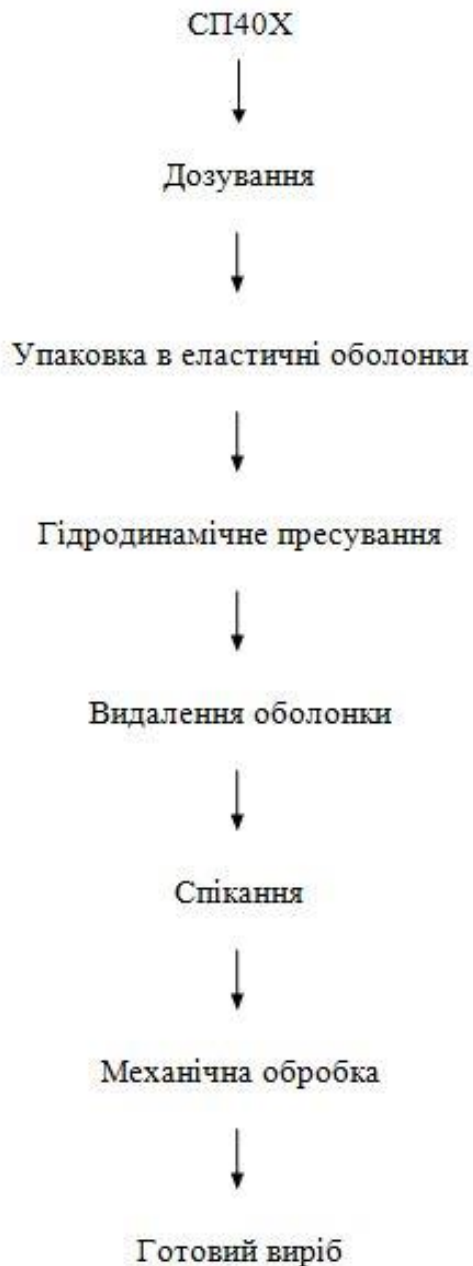 СП40Х
Дозування
Упаковка в еластичні оболонки
Гідродинамічне пресування
Видалення оболонки
Спікання
Механічна обробка
Готовий виріб